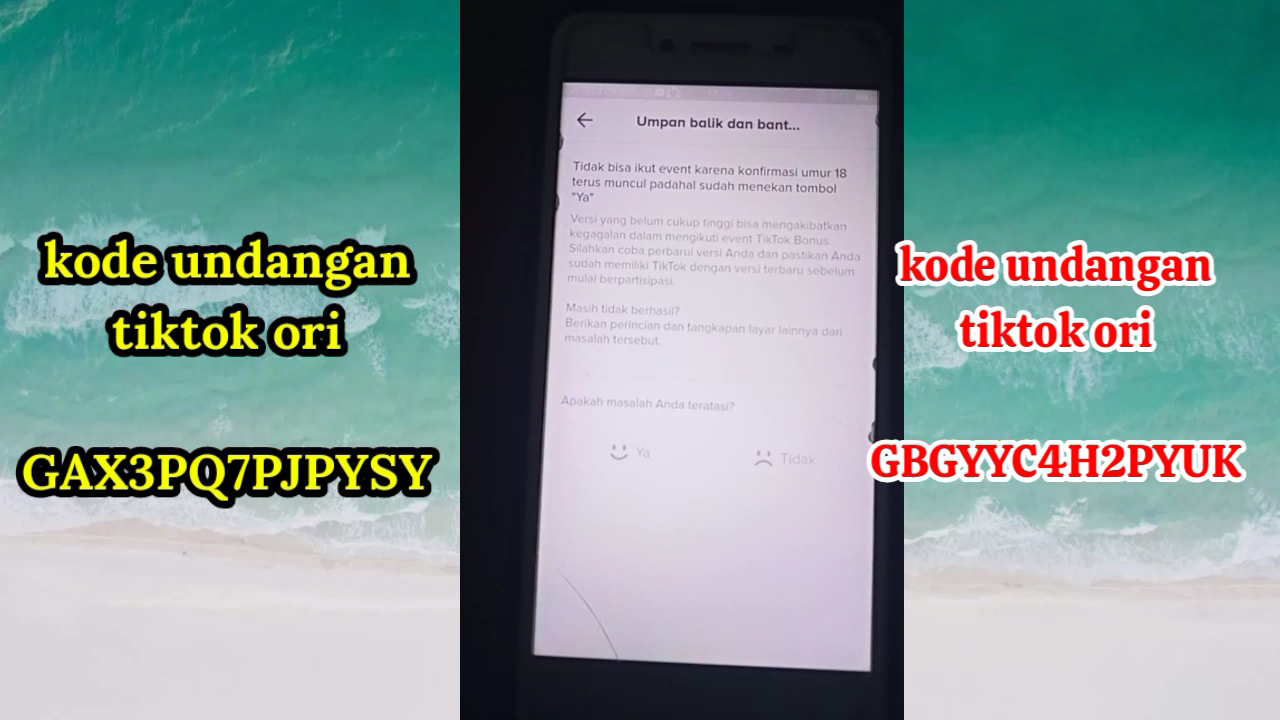 kode undangan
tiktok ori
GAX3PQ7PJPYSY
Umpan balik dan bant...
Tidak bisa ikut event karena konfirmasi umur 18
terus muncul padahal sudah menekan tombol
"Ya"
Versi yang belum cukup tinggi bisa mengakibatkan
kegagalan dalam mengikuti event TikTok Bonus.
Silahkan coba perbarui versi Anda dan pastikan Anda
sudah memiliki TikTok dengan versi terbaru sebelum
mulai berpartisipasi.
Masih tidak berhasil?
Berikan perincian dan tangkapan layar lainnya dari
masalah tersebut.
Apakah masalah Anda teratasi?
Ya
Tidak
kode undangan
tiktok ori
GBGYYC4H2PYUK